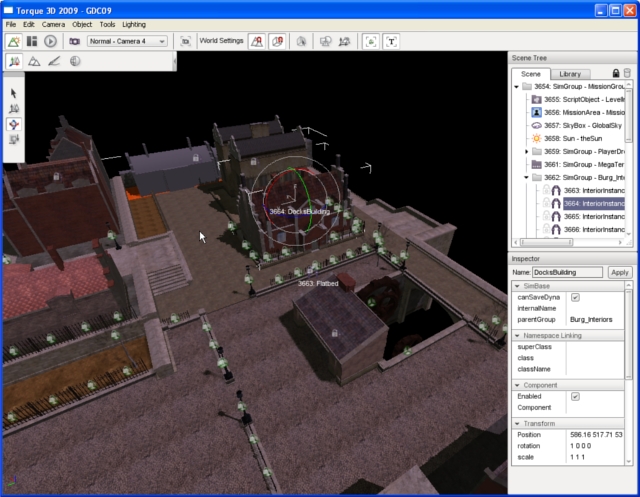 Torque 3D 2009 - GDC09
File Edit Camera Object Tools Lighting
Normal - Camera 4 World Settings
Scene Tree
Scene Library
3654: SimGroup - MissionGrou
3655: ScriptObject - Levelin
3656: MissionArea - Missio
3657: SkyBox - GlobalSky
3658: Sun - theSun
3659: SimGroup - PlayerDro
3661: SimGroup - MegaTer
3662: SimGroup - Burg_Inte
3663: InteriorInstanc
3664: InteriorInstanc
3665: InteriorInstanc
3666: InteriorInstanc
3664: DocksBuilding
3663: Flatbed
Inspector
Name: DocksBuilding Apply
SimBase
canSaveDyna
internalName
parentGroup Burg_Interiors
Namespace Linking
superClass
class
className
Component
Enabled
Component
Transform
Position 586.16 517.71 53
rotation 1 0 0 0
scale 1 1 1